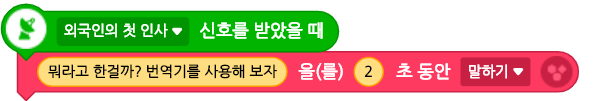 외국인의 첫 인사 신호를 받았을 때
뭐라고 한걸까? 번역기를 사용해 보자 을(를) 2 초 동안 말하기